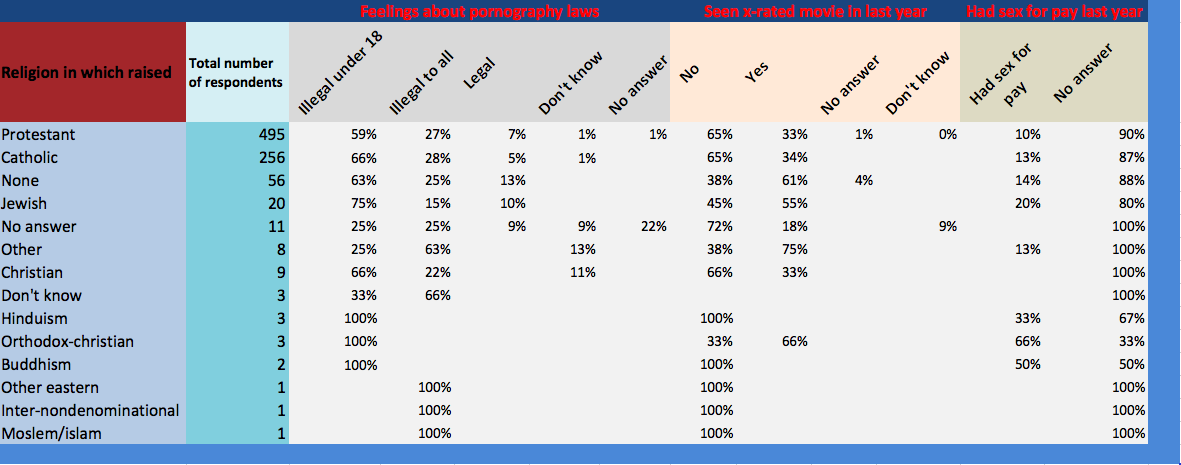 Feelings about pornography laws Seen x-rated movie in last year Had sex for pay last year
Religion in which raised Total number of respondents Illegal under 18 Illegal to all Legal Don't know No answer No Yes No answer Don't know Had sex for pay No answer
Protestant 495 59% 27% 7% 1% 1% 65% 33% 1% 0% 10% 90%
Catholic 256 66% 28% 5% 1% 65% 34% 13% 87%
None 56 63% 25% 13% 38% 61% 4% 14% 88%
Jewish 20 75% 15% 10% 45% 55% 20% 80%
No answer 11 25% 25% 9% 9% 22% 72% 18% 9% 100%
Other 8 25% 63% 13% 38% 75% 13% 100%
Christian 9 66% 22% 11% 66% 33% 100%
Don't know 3 33% 66% 100%
Hinduism 3 100% 100% 33% 67%
Orthodox-christian 3 100% 33% 66% 66% 33%
Buddhism 2 100% 100% 50% 50%
Other eastern 1 100% 100% 100%
Inter-nondenominational 1 100% 100% 100%
Moslem/islam 1 100% 100% 100%